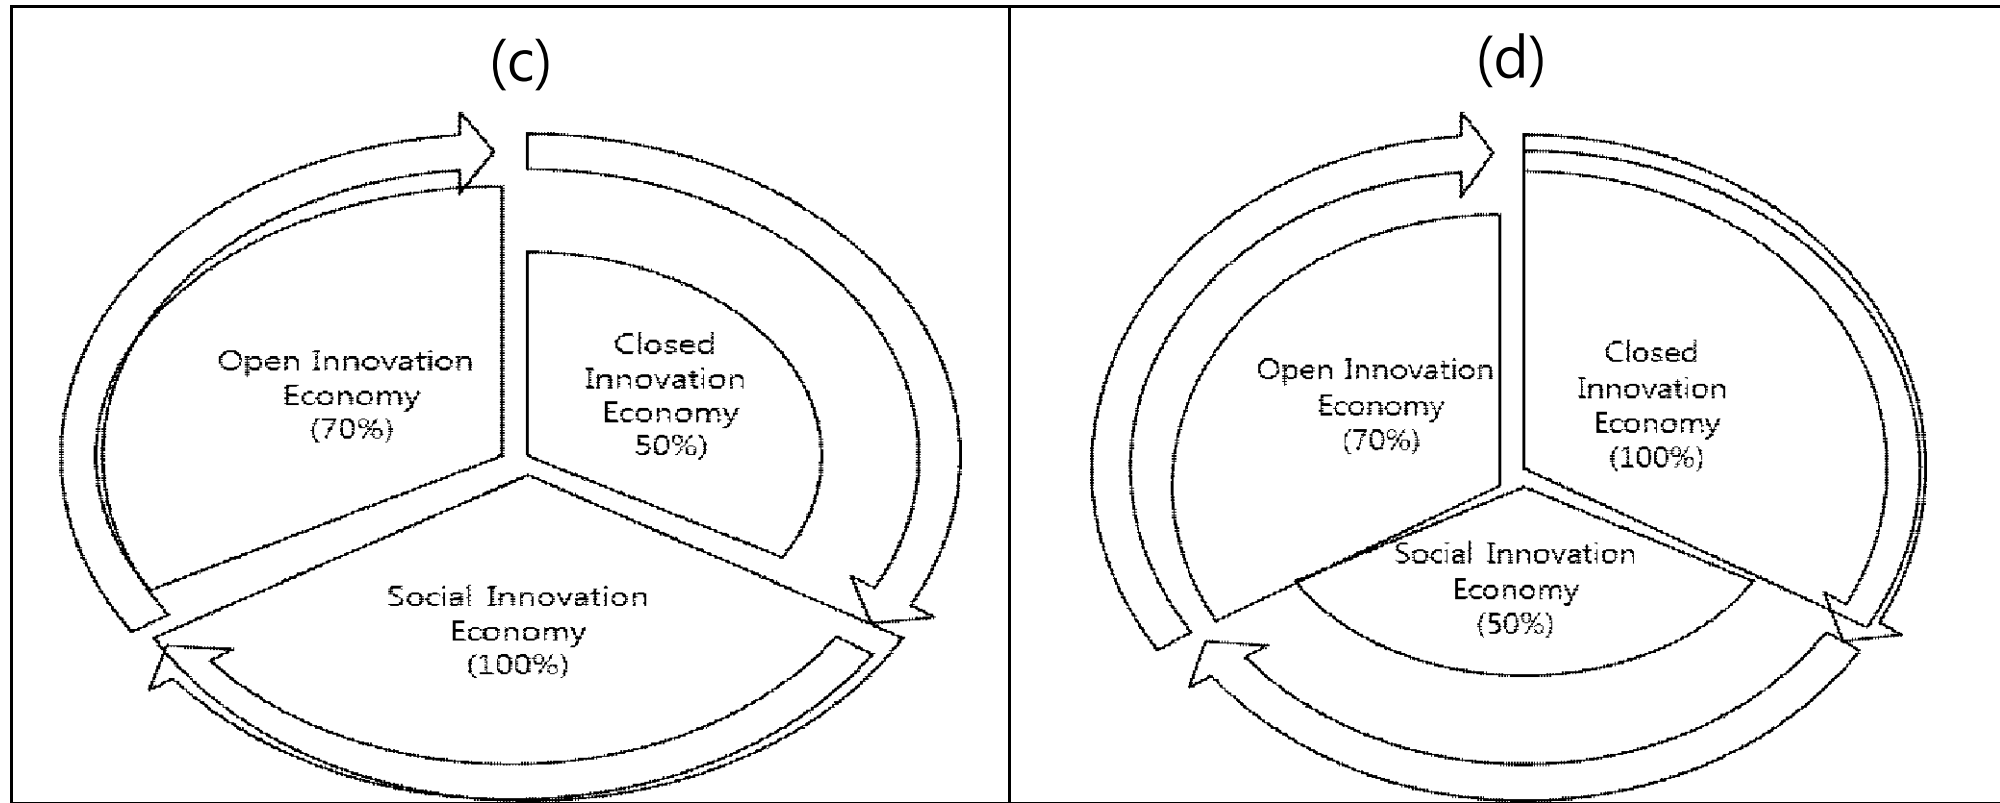 (c)
Open Innovation
Economy
(70%)
Closed
Innovation
Economy
50%)
Social Innovation
Economy
(100%)
(d)
Open Innovation
Economy
(70%)
Closed
Innovation
Economy
(100%)
Social Innovation
Economy
(50%)